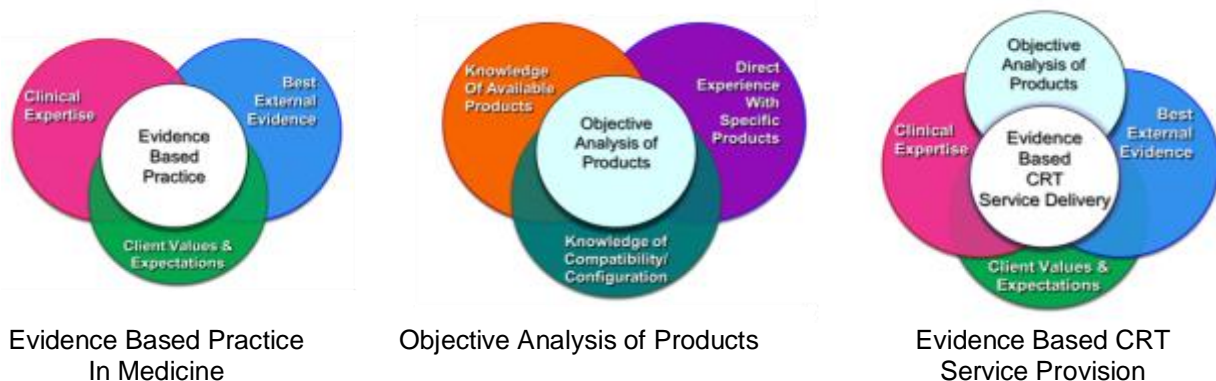 Clinical
Expertise
Best
External
Evidence
Evidence
Based
Practice
Client Values &
Expectations
Evidence Based Practice
In Medicine
Knowledge
Of Available
Products
Direct
Experience
With
Specific
Products
Objective
Analysis of
Products
Knowledge of
Compatibility/
Configuration
Objective Analysis of Products
Objective
Analysis of
Products
Clinical
Expertise
Best
External
Evidence
Evidence
Based
CRT
Service Delivery
Client Values &
Expectations
Evidence Based CRT
Service Provision